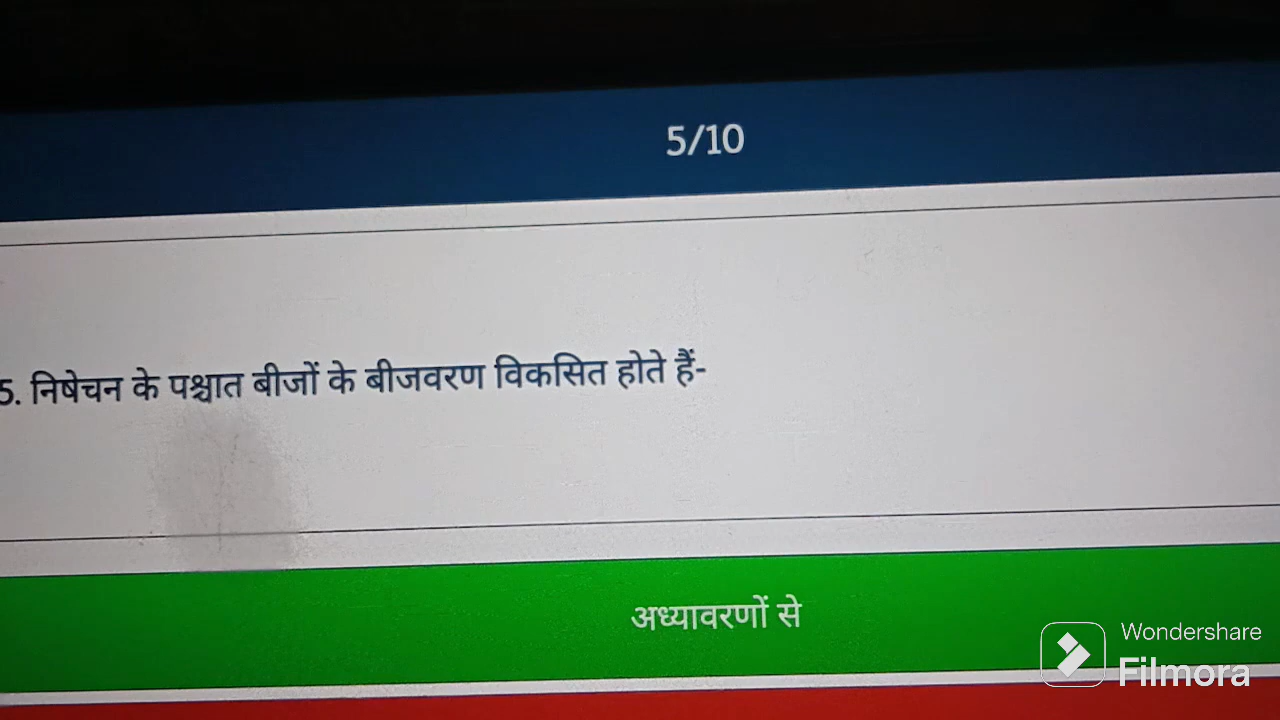 5/10
5. निषेचन के पश्चात बीजों के बीजवरण विकसित होते हैं-
अध्यावरणों से
Wondershare
Filmora